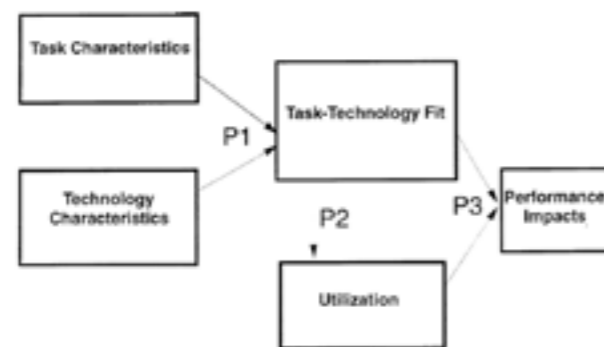 Task Characteristics
Task-Technology Fit
P1
Technology
Characteristics
P2
P3
Performance
Impacts
Utilization